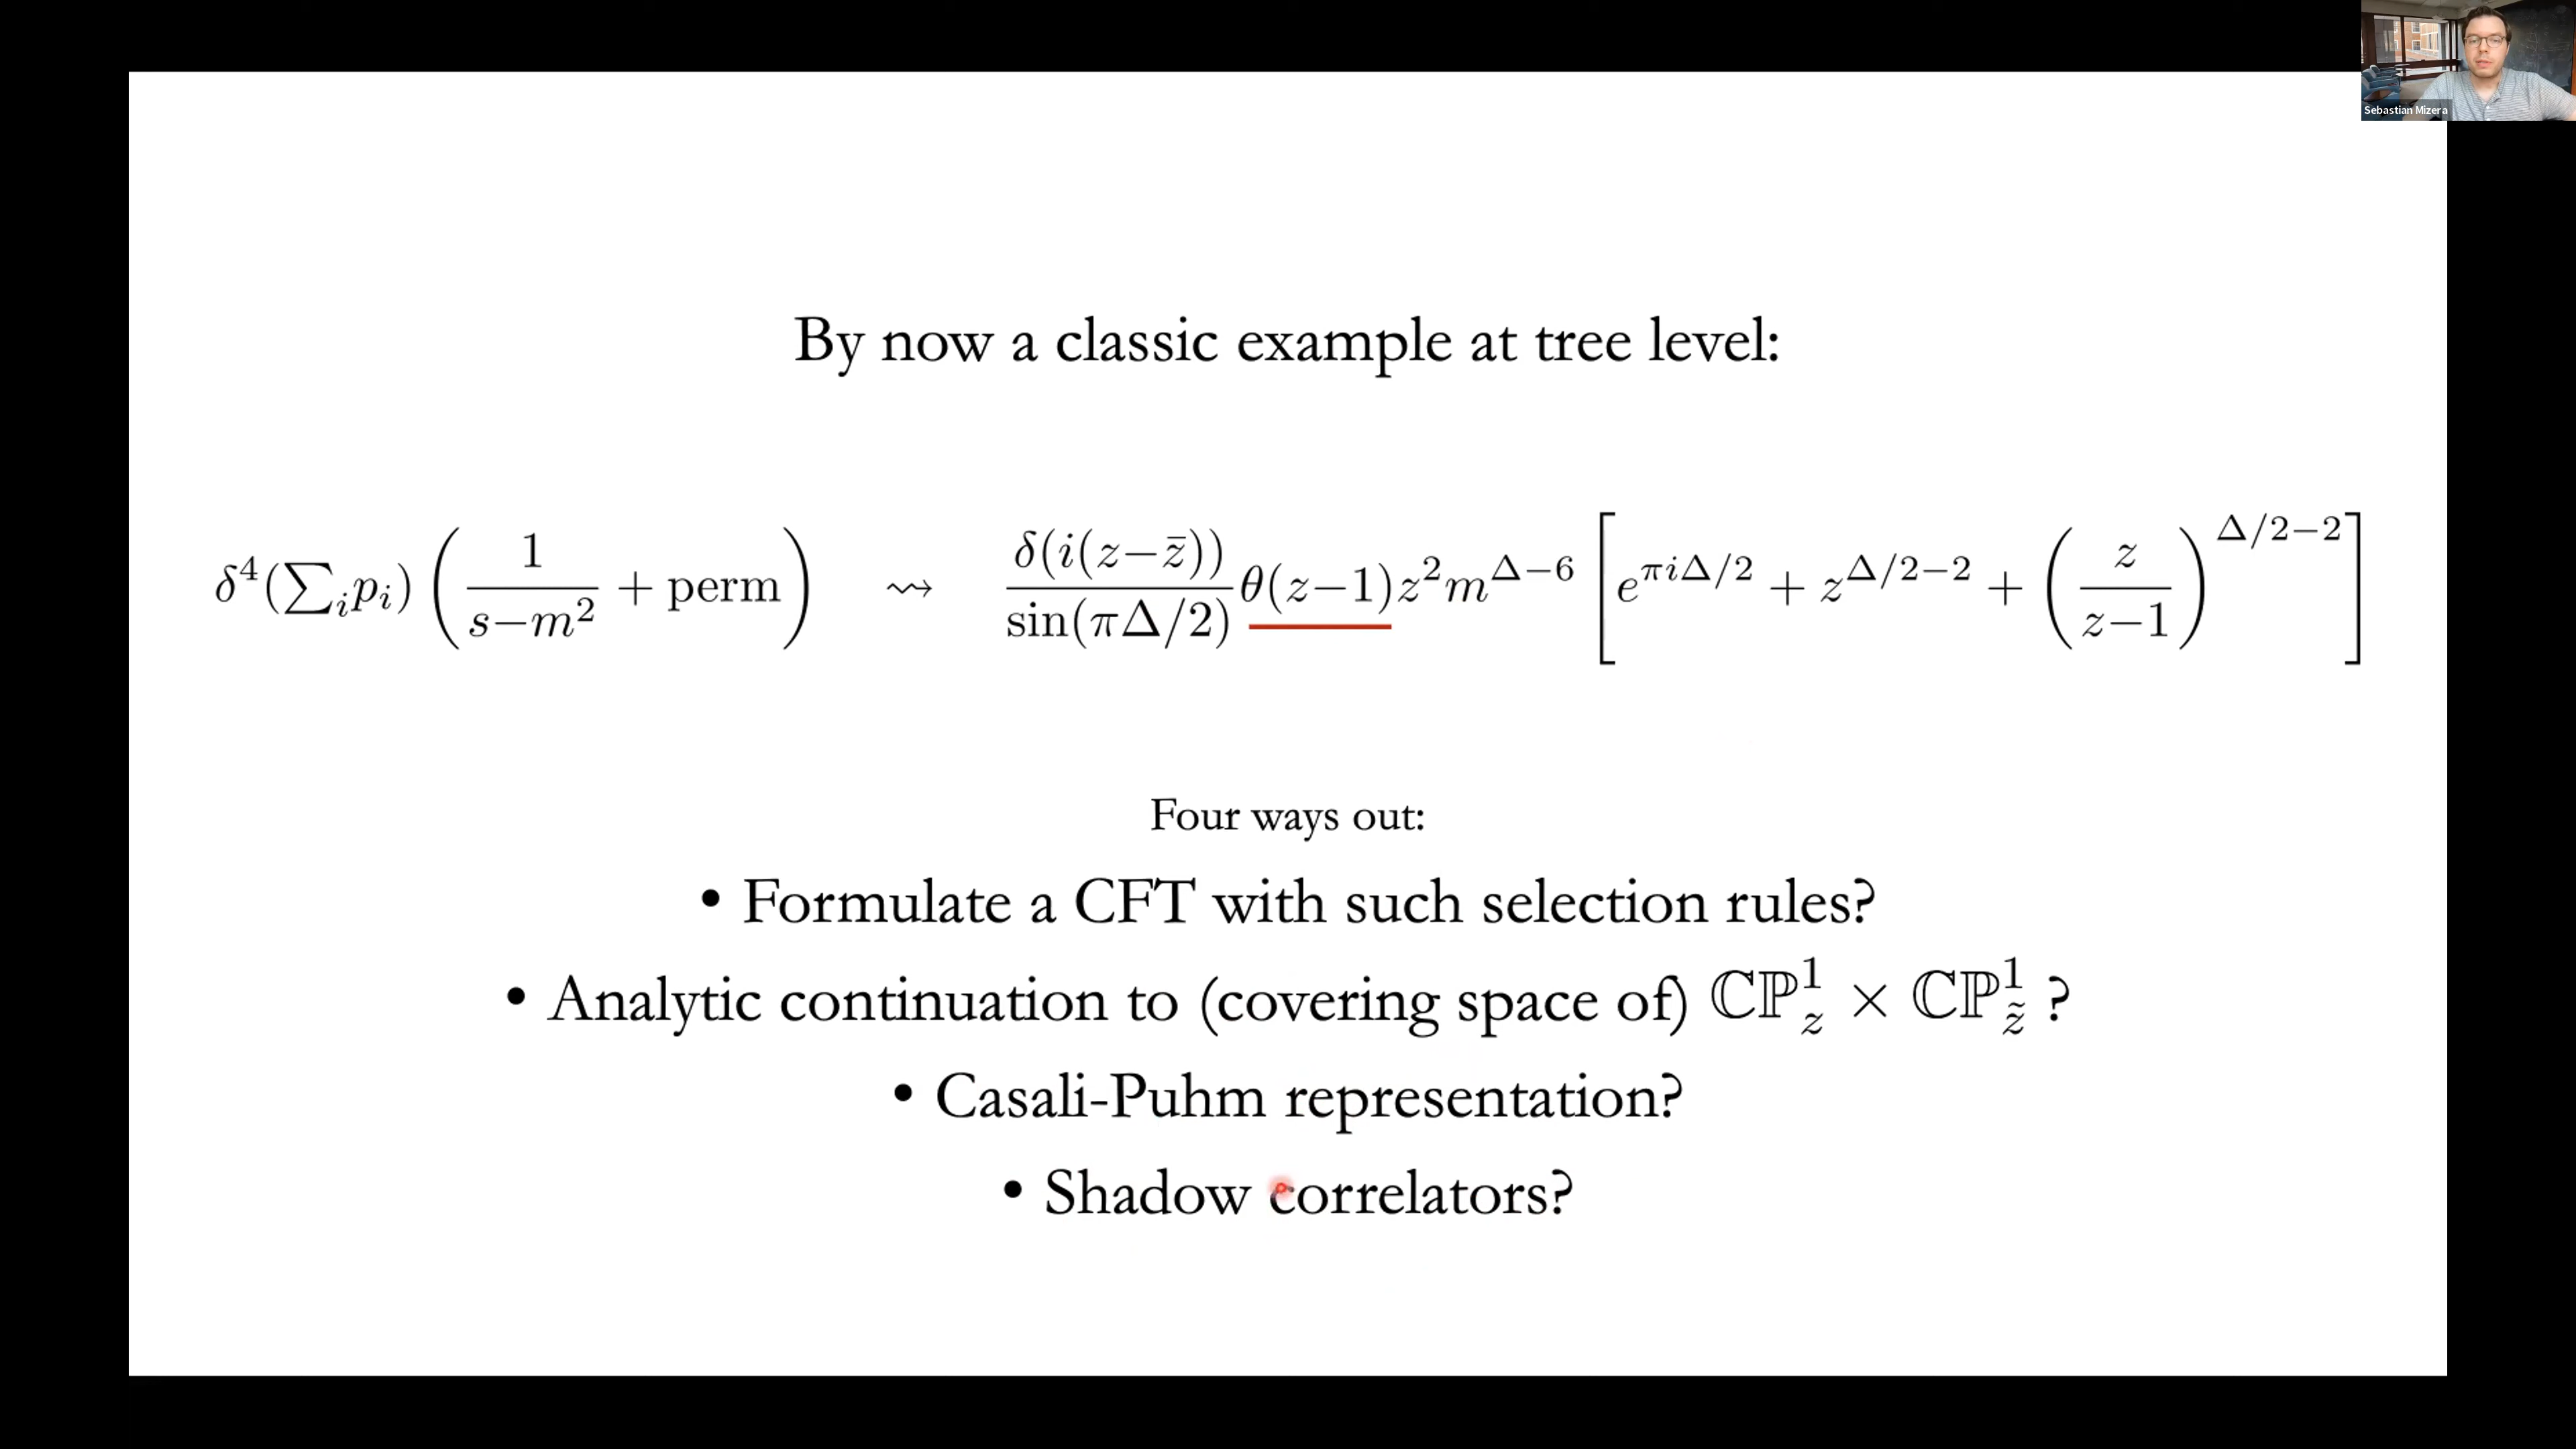 Sebastian Mizera
By now a classic example at tree level:
δ⁴(∑ᵢpᵢ) (1/(s−m²) + perm) ⇝ δ(i(z−z̄))/sin(πΔ/2) θ(z−1)z²m^{Δ−6} [e^{πiΔ/2} + z^{Δ/2−2} + (z/(z−1))^{Δ/2−2}]
Four ways out:
• Formulate a CFT with such selection rules?
• Analytic continuation to (covering space of) ℂℙ¹_z × ℂℙ¹_z̃ ?
• Casali-Puhm representation?
• Shadow correlators?